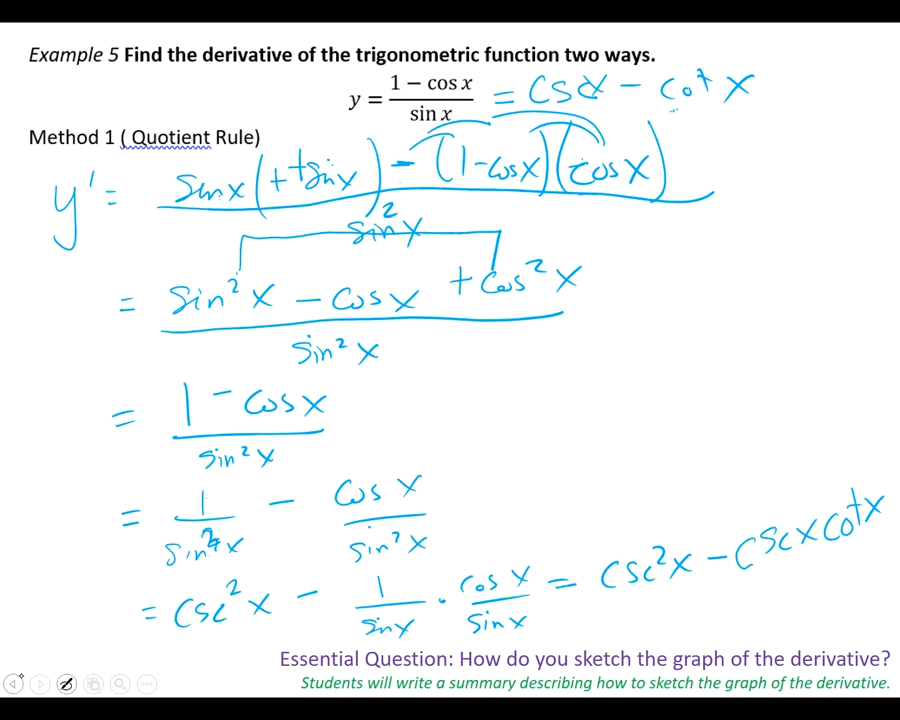 Example 5 Find the derivative of the trigonometric function two ways.
y = (1 − cos x)/(sin x) = csc x − cot x
Method 1 ( Quotient Rule)
y' = (sin x (++sin x) − (1 − cos x)(cos x))/(sin² x)
= (sin² x − cos x + cos² x)/(sin² x)
= (1 − cos x)/(sin² x)
= 1/(sin² x) − (cos x)/(sin² x)
= csc² x − 1/(sin x) · (cos x)/(sin x) = csc² x − csc x cot x
Essential Question: How do you sketch the graph of the derivative?
Students will write a summary describing how to sketch the graph of the derivative.